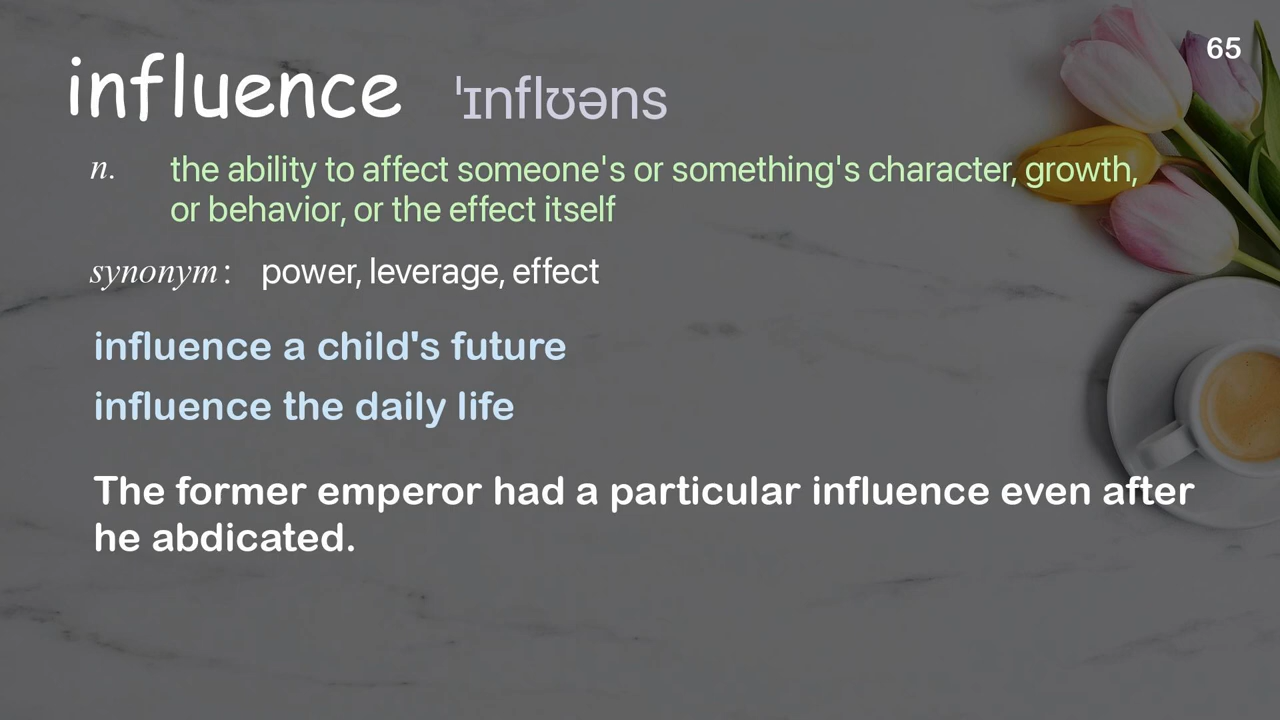 65
influence ˈɪnflʊəns
n. the ability to affect someone's or something's character, growth,
or behavior, or the effect itself
synonym: power, leverage, effect
influence a child's future
influence the daily life
The former emperor had a particular influence even after
he abdicated.